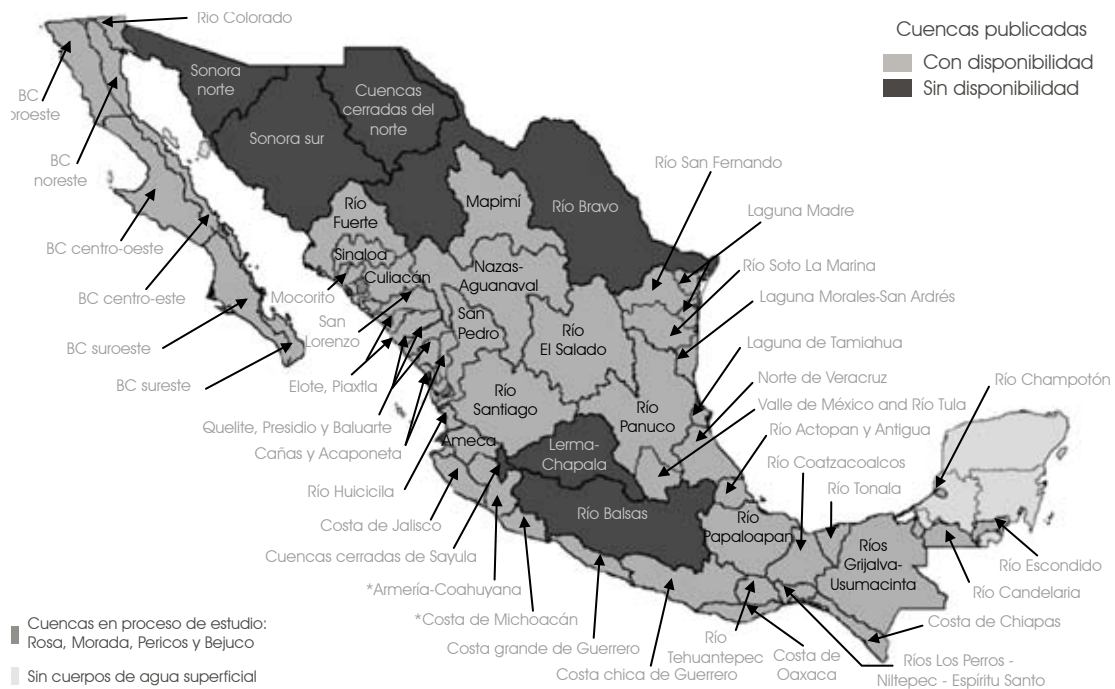 Río Colorado
Cuencas publicadas
Con disponibilidad
Sin disponibilidad
BC
noroeste
BC
noreste
BC centro-oeste
BC centro-este
BC suroeste
BC sureste
Sonora
norte
Sonora sur
Cuencas
cerradas del
norte
Río Bravo
Mapimí
Río
Fuerte
Sinaloa
Culiacán
Nazas-
Aguanaval
Mocorito
San
Lorenzo
San
Pedro
Río
El Salado
Elote, Piaxtla
Quelite, Presidio y Baluarte
Cañas y Acaponeta
Río
Santiago
Río
Panuco
Ameca
Lerma-
Chapala
Río Balsas
Río San Fernando
Laguna Madre
Río Soto La Marina
Laguna Morales-San Ardrés
Laguna de Tamiahua
Norte de Veracruz
Valle de México and Río Tula
Río Actopan y Antigua
Río Coatzacoalcos
Río Tonala
Río Champotón
Río Huicicila
Costa de Jalisco
Cuencas cerradas de Sayula
*Armería-Coahuyana
*Costa de Michoacán
Costa grande de Guerrero
Costa chica de Guerrero
Río
Papaloapan
Ríos
Grijalva-
Usumacinta
Río Escondido
Río Candelaria
Costa de Chiapas
Río
Tehuantepec
Costa de
Oaxaca
Ríos Los Perros -
Niltepec - Espíritu Santo
Cuencas en proceso de estudio:
Rosa, Morada, Pericos y Bejuco
Sin cuerpos de agua superficial